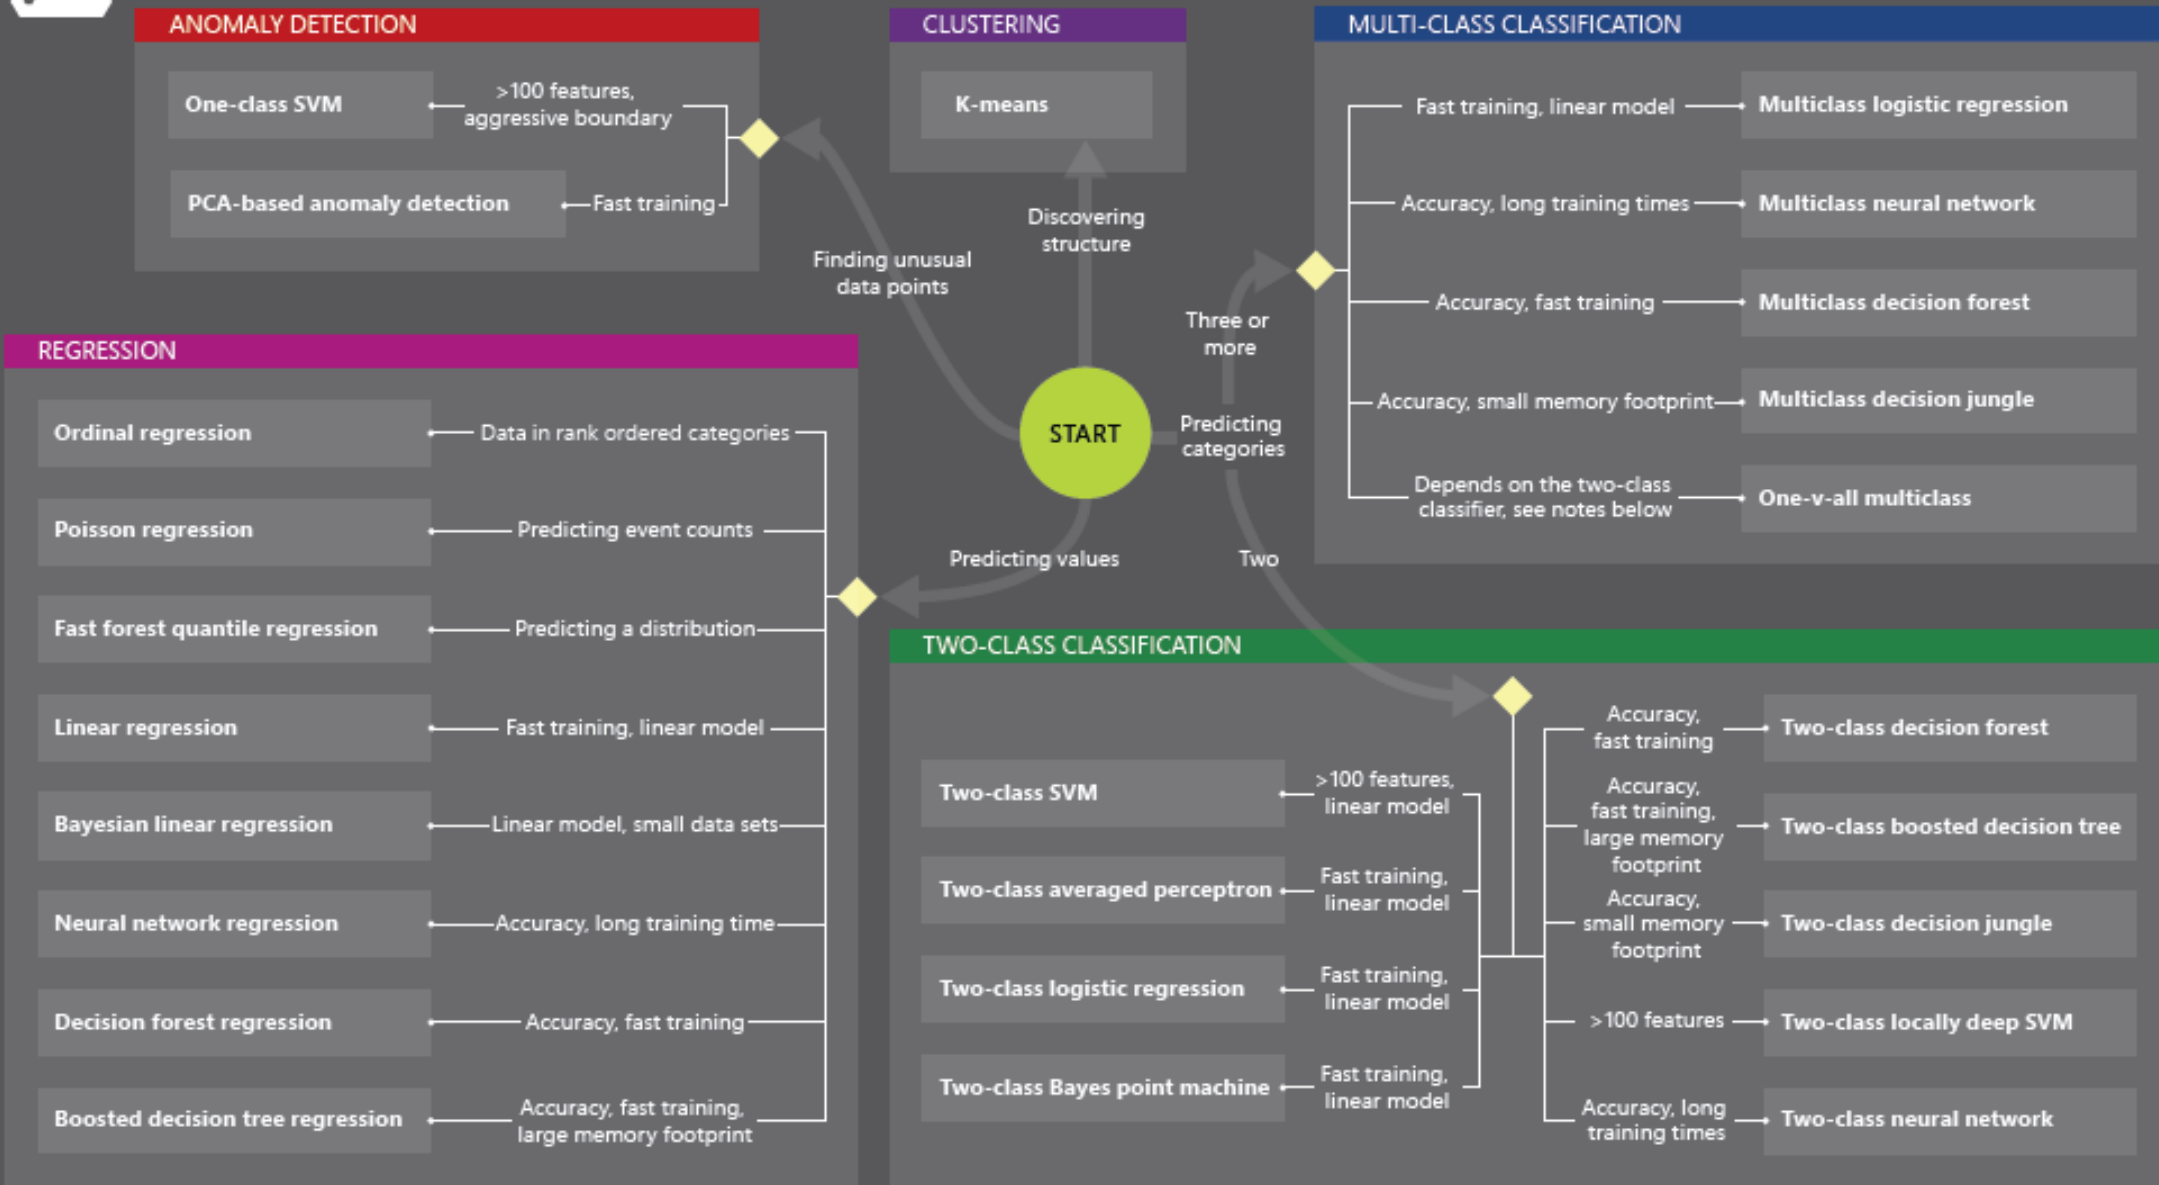 ANOMALY DETECTION
One-class SVM
>100 features,
aggressive boundary
PCA-based anomaly detection
Fast training
CLUSTERING
K-means
MULTI-CLASS CLASSIFICATION
Fast training, linear model
Multiclass logistic regression
Accuracy, long training times
Multiclass neural network
Accuracy, fast training
Multiclass decision forest
Accuracy, small memory footprint
Multiclass decision jungle
Depends on the two-class
classifier, see notes below
One-v-all multiclass
Finding unusual
data points
Discovering
structure
Three or
more
START
Predicting
categories
Predicting values
Two
REGRESSION
Ordinal regression
Data in rank ordered categories
Poisson regression
Predicting event counts
Fast forest quantile regression
Predicting a distribution
Linear regression
Fast training, linear model
Bayesian linear regression
Linear model, small data sets
Neural network regression
Accuracy, long training time
Decision forest regression
Accuracy, fast training
Boosted decision tree regression
Accuracy, fast training,
large memory footprint
TWO-CLASS CLASSIFICATION
Two-class SVM
>100 features,
linear model
Two-class averaged perceptron
Fast training,
linear model
Two-class logistic regression
Fast training,
linear model
Two-class Bayes point machine
Fast training,
linear model
Accuracy,
fast training
Two-class decision forest
Accuracy,
fast training,
large memory
footprint
Two-class boosted decision tree
Accuracy,
small memory
footprint
Two-class decision jungle
>100 features
Two-class locally deep SVM
Accuracy, long
training times
Two-class neural network